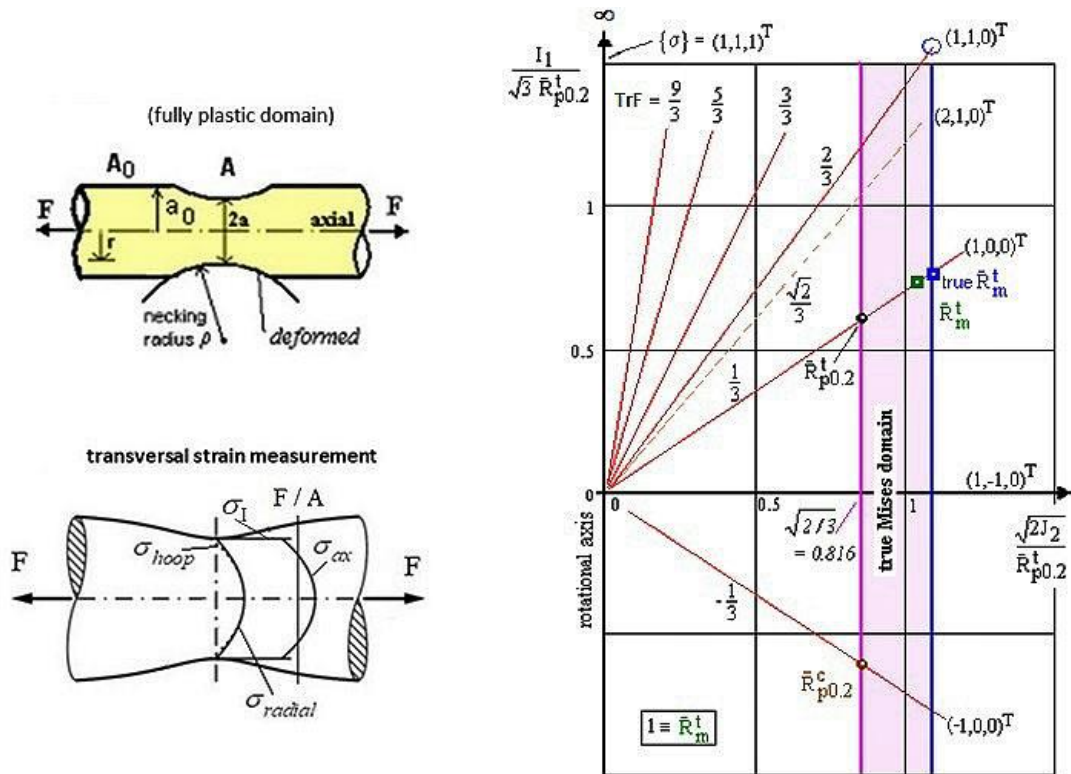 (fully plastic domain)
A₀
A
F
a₀
2a
axial
F
r
necking
radius ρ
deformed
transversal strain measurement
F / A
σ_I
σ_hoop
σ_ax
F
F
σ_radial
∞
{σ} = (1,1,1)ᵀ
(1,1,0)ᵀ
I₁
√3 R̄ᵗp0.2
TrF = 9/3
5/3
3/3
2/3
(2,1,0)ᵀ
1
(1,0,0)ᵀ
true R̄ᵗm
R̄ᵗm
√2/3
0.5
R̄ᵗp0.2
1/3
(1,-1,0)ᵀ
0
0
0.5
1
√2/3
= 0.816
√2J₂
R̄ᵗp0.2
rotational axis
true Mises domain
-1/3
R̄ᶜp0.2
(-1,0,0)ᵀ
1 ≡ R̄ᵗm